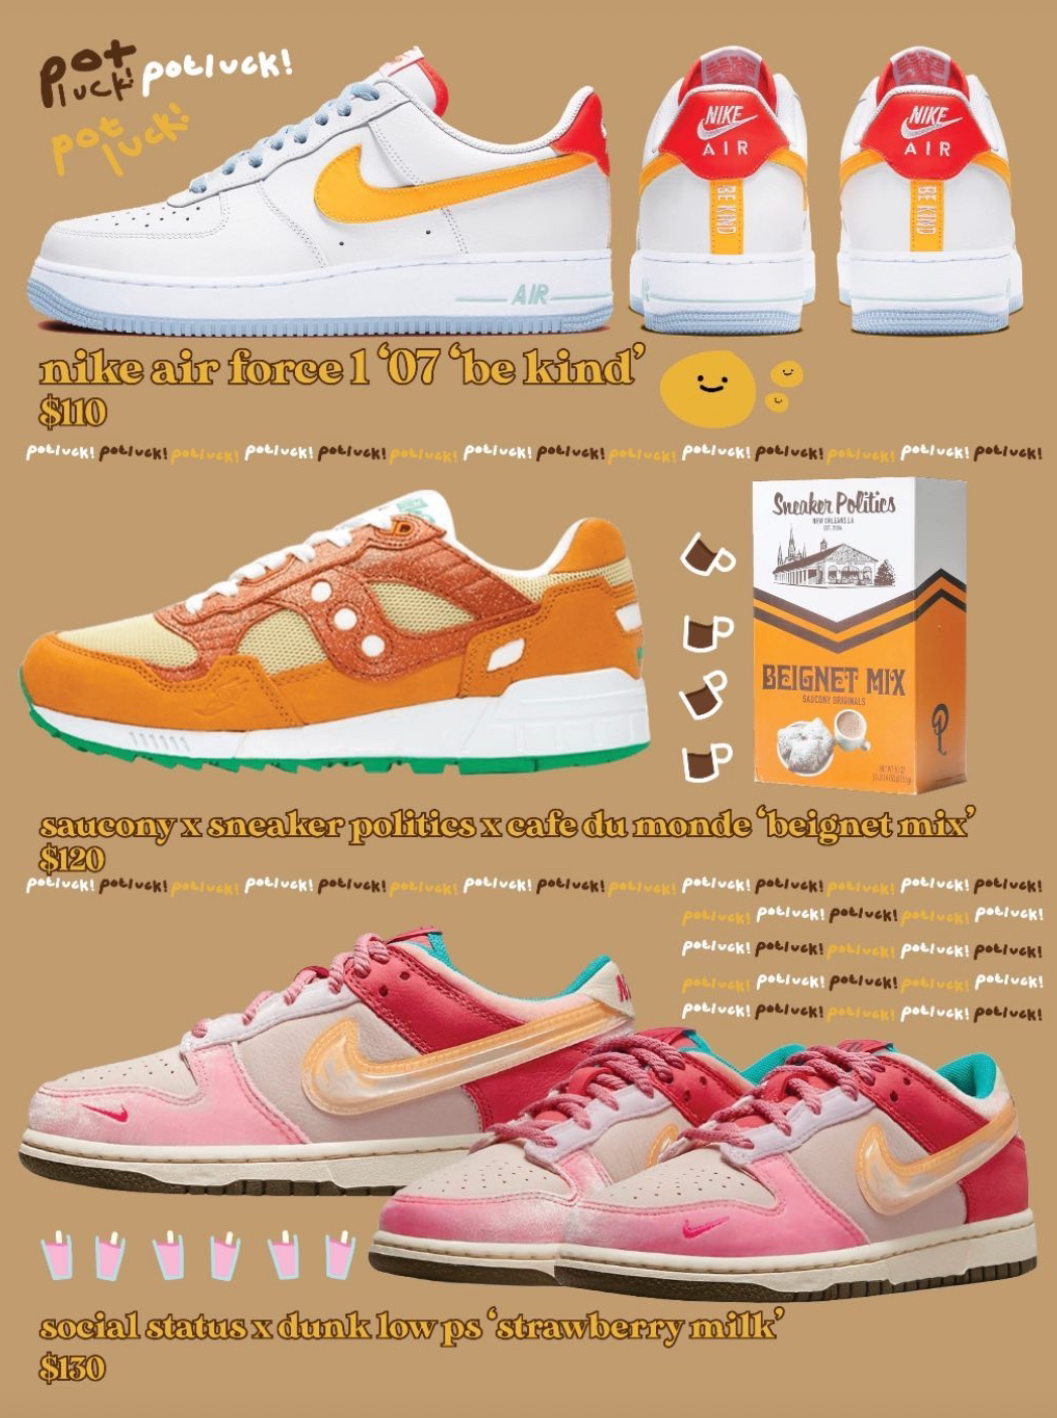 pot
luck!
potluck!
pot
luck!
AIR
NIKE
AIR
BE KIND
NIKE
AIR
BE KIND
nike air force 1 ‘07 ‘be kind’
$110
potluck! potluck! potluck! potluck! potluck! potluck! potluck! potluck! potluck! potluck! potluck! potluck! potluck! potluck!
Sneaker Politics
NEW ORLEANS, LA
BEIGNET MIX
SAUCONY ORIGINALS
saucony x sneaker politics x cafe du monde ‘beignet mix’
$120
potluck! potluck! potluck! potluck! potluck! potluck! potluck! potluck! potluck! potluck! potluck! potluck! potluck! potluck!
potluck! potluck! potluck! potluck! potluck!
potluck! potluck! potluck! potluck! potluck!
potluck! potluck! potluck! potluck! potluck!
potluck! potluck! potluck! potluck! potluck!
social status x dunk low ps ‘strawberry milk’
$130